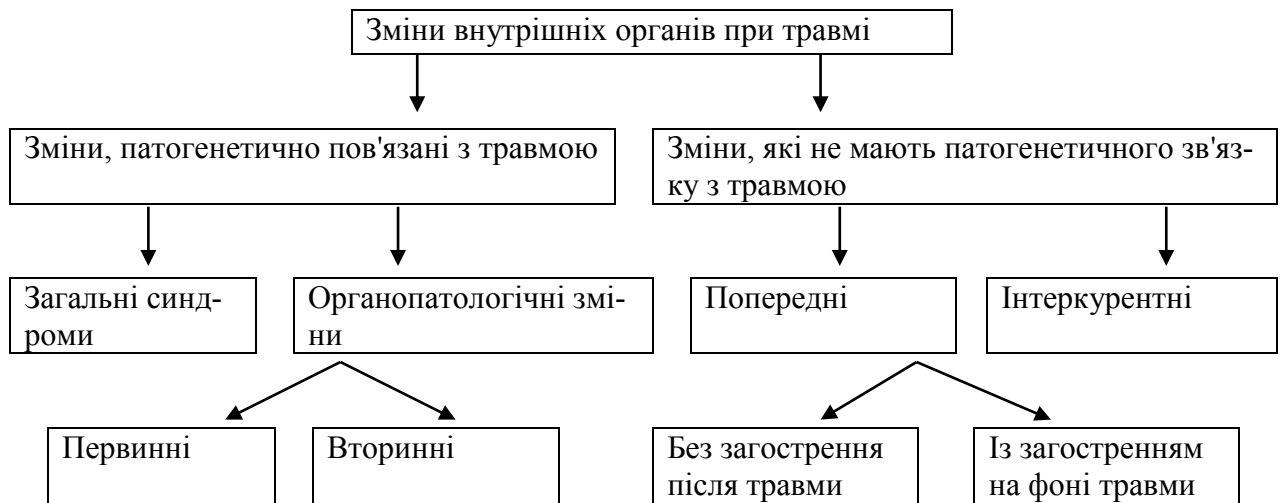 Зміни внутрішніх органів при травмі
Зміни, патогенетично пов'язані з травмою
Зміни, які не мають патогенетичного зв'яз-
ку з травмою
Загальні синд-
роми
Органопатологічні змі-
ни
Попередні
Інтеркурентні
Первинні
Вторинні
Без загострення
після травми
Із загостренням
на фоні травми